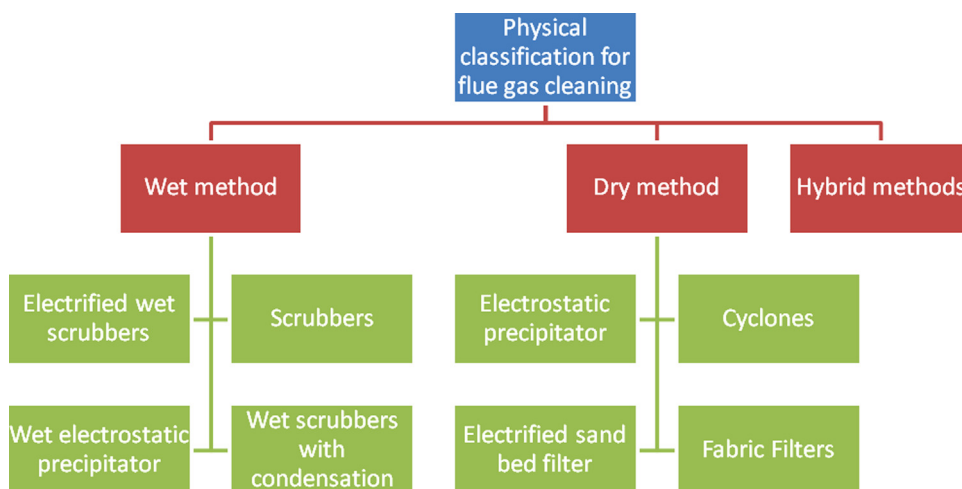 Physical
classification for
flue gas cleaning
Wet method
Dry method
Hybrid methods
Electrified wet
scrubbers
Scrubbers
Electrostatic
precipitator
Cyclones
Wet electrostatic
precipitator
Wet scrubbers
with
condensation
Electrified sand
bed filter
Fabric Filters